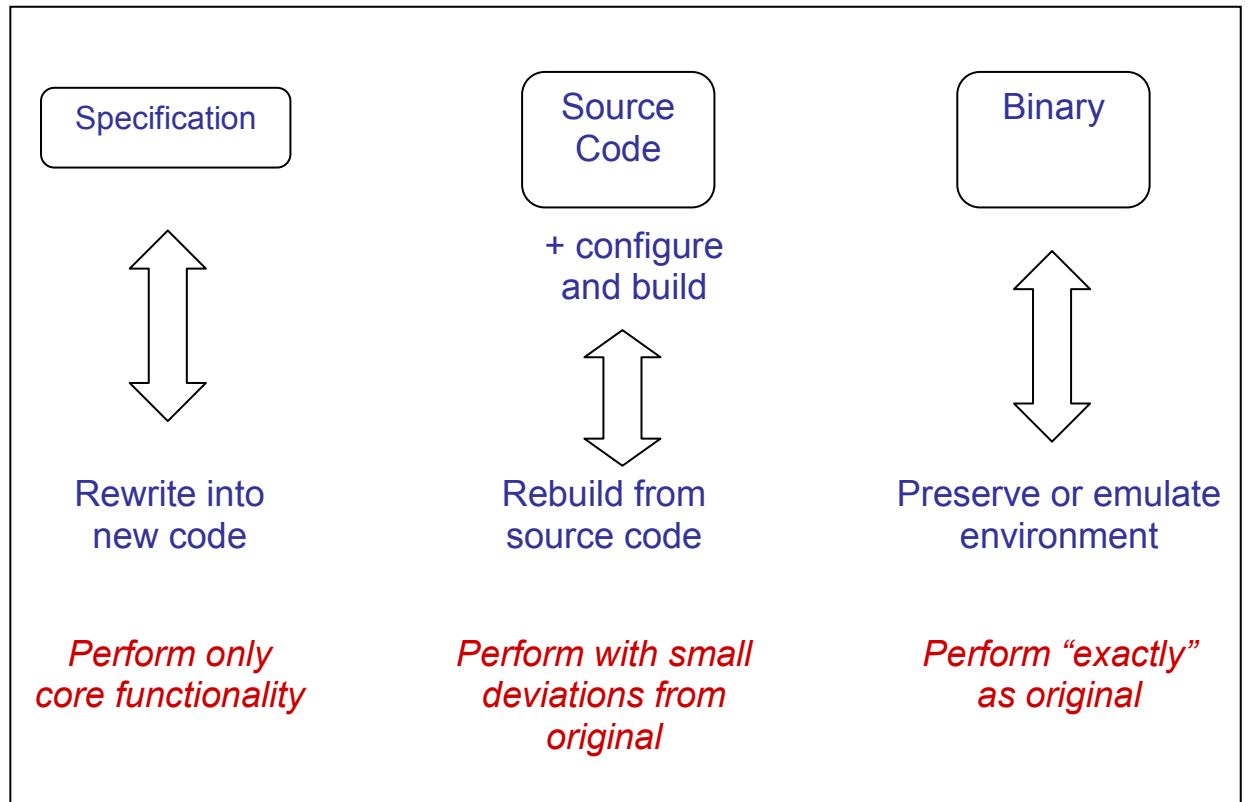 Specification
+ configure
Source
Code
+ configure
and build
Binary
Rewrite into
new code
Rebuild from
source code
Preserve or emulate
environment
Perform only
core functionality
Perform with small
deviations from
original
Perform “exactly”
as original